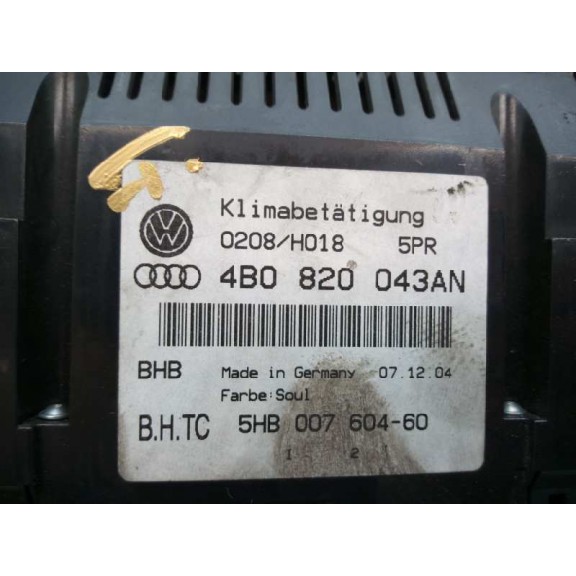 Klimabetätigung
0208/H018 5PR
4B0 820 043AN
BHB Made in Germany 07.12.04
Farbe:Soul
B.H.TC 5HB 007 604-60
1 2